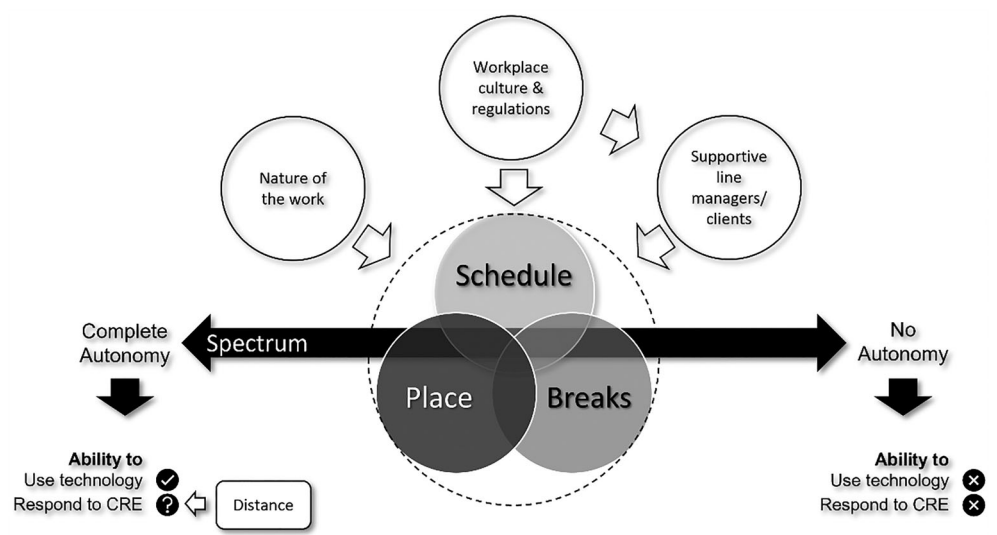 Workplace
culture &
regulations
Nature of
the work
Supportive
line
managers/
clients
Schedule
Complete
Autonomy
Spectrum
No
Autonomy
Place
Breaks
Ability to
Use technology
Respond to CRE ?
Distance
Ability to
Use technology
Respond to CRE